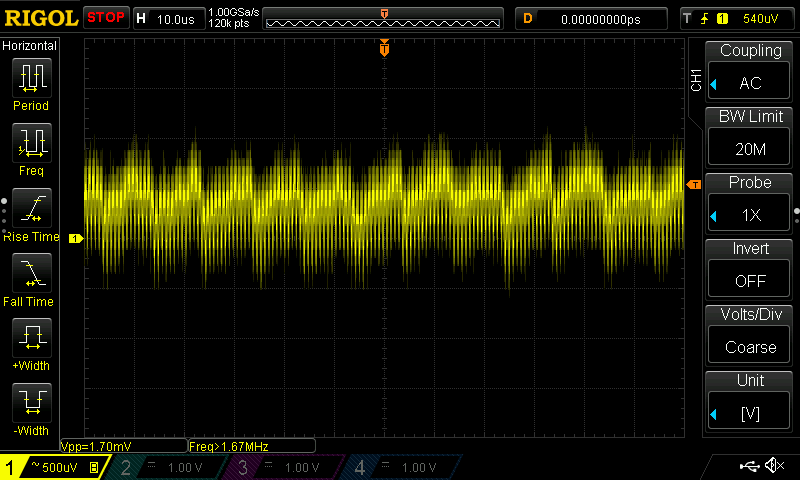 RIGOL STOP H 10.0us 1.00GSa/s D 0.00000000ps T 1 540uV
120k pts
T
Horizontal
Period
Freq
Rise Time
Fall Time
+Width
-Width
T
T
1
CH1
Coupling
AC
BW Limit
20M
Probe
1X
Invert
OFF
Volts/Div
Coarse
Unit
[V]
Vpp=1.70mV Freq>1.67MHz
1 ~ 500uV B 2 1.00 V 3 1.00 V 4 1.00 V